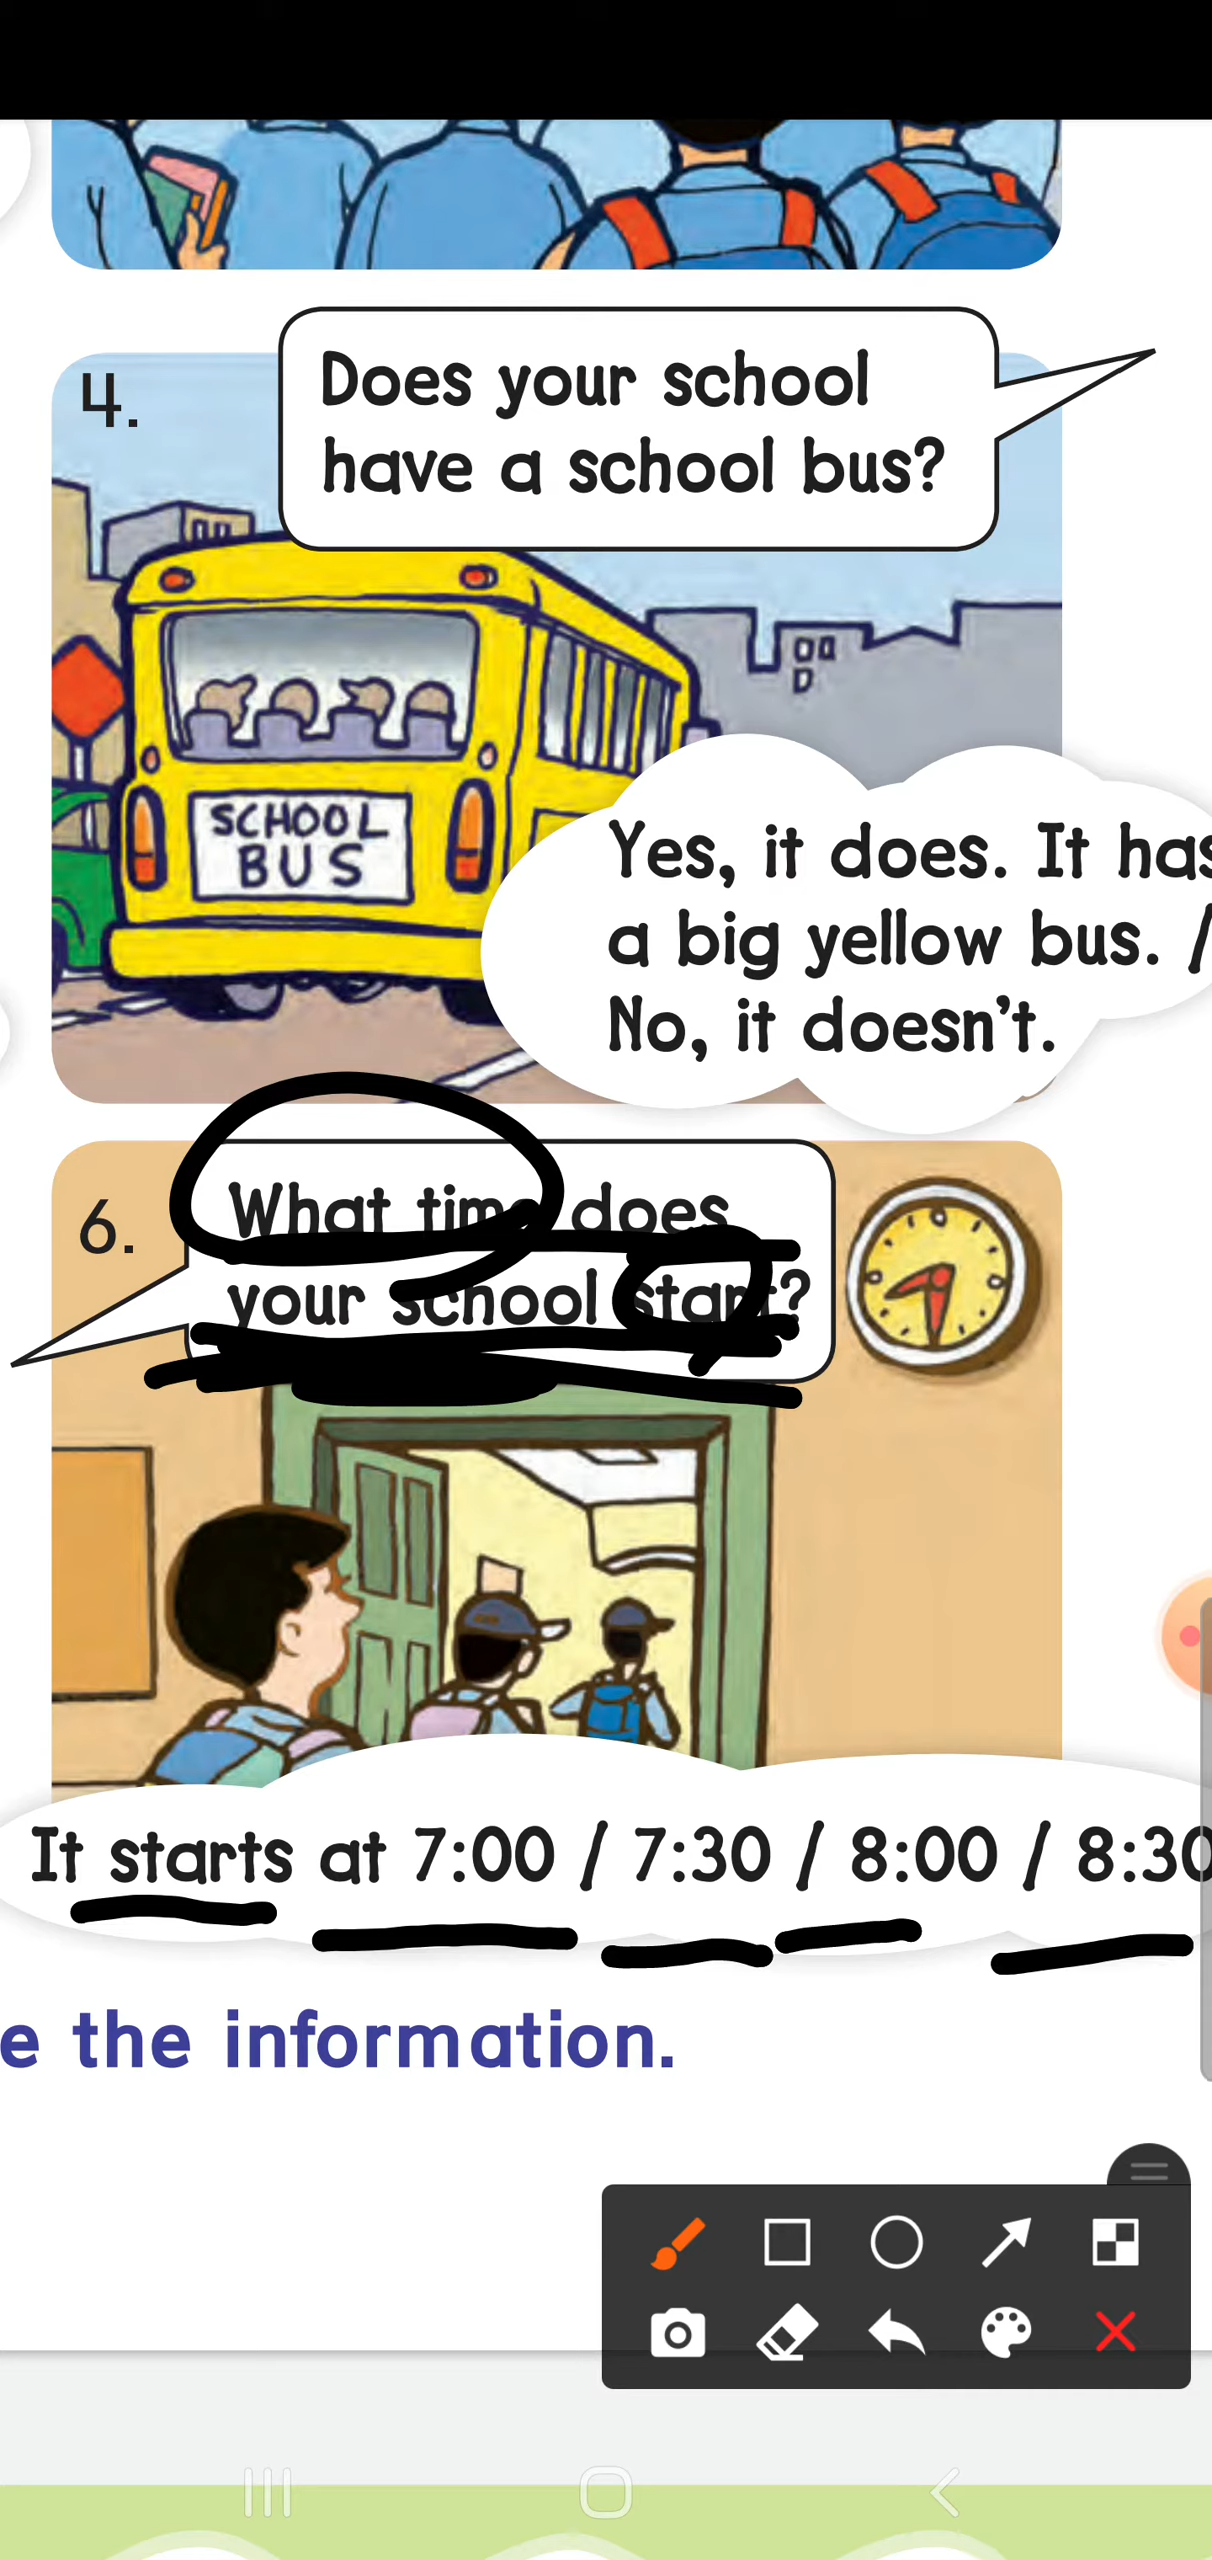 4.
Does your school
have a school bus?
SCHOOL
BUS
Yes, it does. It has
a big yellow bus. /
No, it doesn't.
6.
What time does
your school start?
It starts at 7:00 / 7:30 / 8:00 / 8:30
e the information.